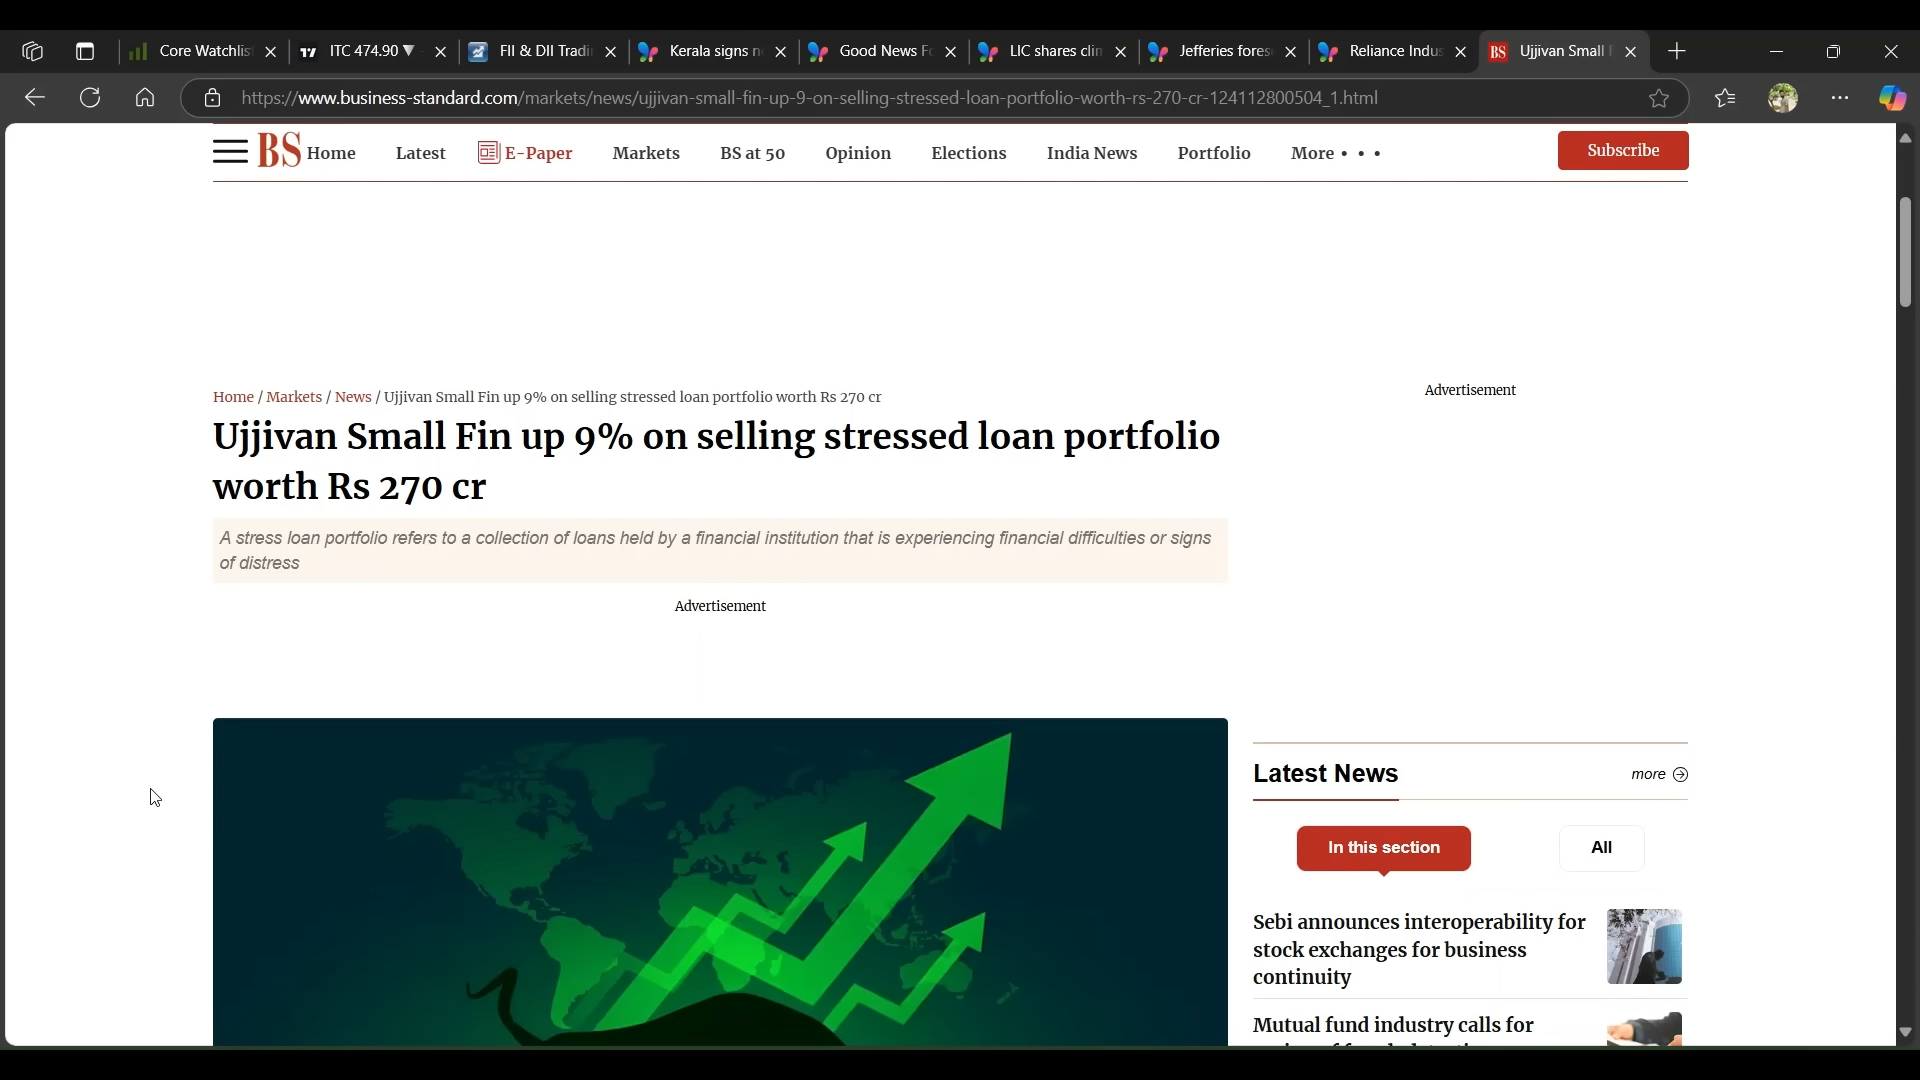 Core Watchlis
ITC 474.90 ▼
FII & DII Tradi
Kerala signs n
Good News F
LIC shares clim
Jefferies fores
Reliance Indus
BS
Ujjivan Small F
https://www.business-standard.com/markets/news/ujjivan-small-fin-up-9-on-selling-stressed-loan-portfolio-worth-rs-270-cr-124112800504_1.html
BS
Home
Latest
E-Paper
Markets
BS at 50
Opinion
Elections
India News
Portfolio
More • • •
Subscribe
Home / Markets / News / Ujjivan Small Fin up 9% on selling stressed loan portfolio worth Rs 270 cr
Ujjivan Small Fin up 9% on selling stressed loan portfolio
worth Rs 270 cr
A stress loan portfolio refers to a collection of loans held by a financial institution that is experiencing financial difficulties or signs
of distress
Advertisement
Advertisement
Latest News
more
In this section
All
Sebi announces interoperability for
stock exchanges for business
continuity
Mutual fund industry calls for